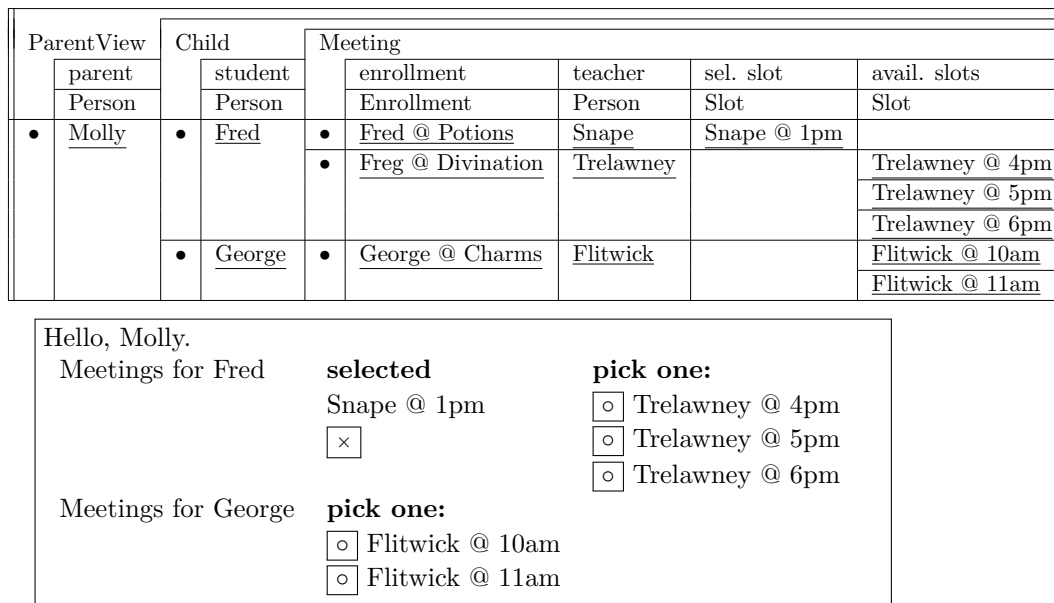 ParentView Child Meeting
parent student enrollment teacher sel. slot avail. slots
Person Person Enrollment Person Slot Slot
• Molly • Fred • Fred @ Potions Snape Snape @ 1pm
• Freg @ Divination Trelawney Trelawney @ 4pm
Trelawney @ 5pm
Trelawney @ 6pm
• George • George @ Charms Flitwick Flitwick @ 10am
Flitwick @ 11am
Hello, Molly.
Meetings for Fred selected pick one:
Snape @ 1pm ∘ Trelawney @ 4pm
× ∘ Trelawney @ 5pm
∘ Trelawney @ 6pm
Meetings for George pick one:
∘ Flitwick @ 10am
∘ Flitwick @ 11am